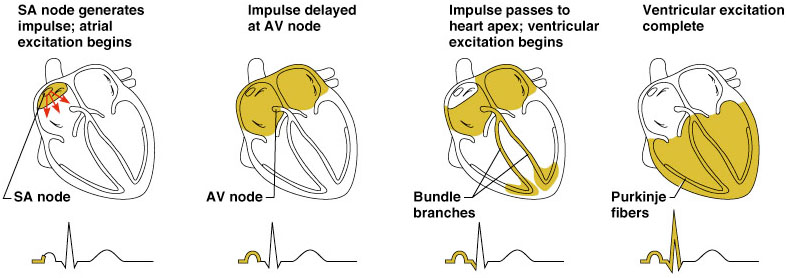 SA node generates
impulse; atrial
excitation begins
Impulse delayed
at AV node
Impulse passes to
heart apex; ventricular
excitation begins
Ventricular excitation
complete
SA node
AV node
Bundle
branches
Purkinje
fibers